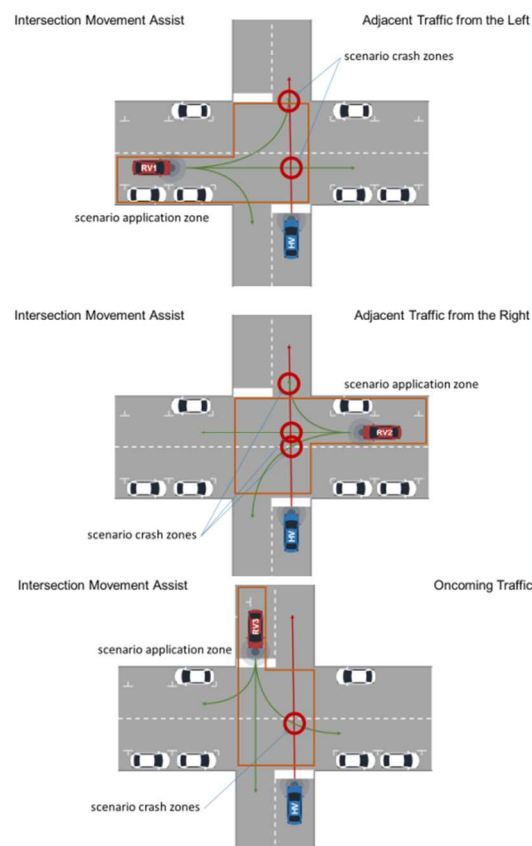 Intersection Movement Assist
Adjacent Traffic from the Left
scenario crash zones
RV1
scenario application zone
HV
Intersection Movement Assist
Adjacent Traffic from the Right
scenario application zone
RV2
scenario crash zones
HV
Intersection Movement Assist
Oncoming Traffic
RV3
scenario application zone
scenario crash zones
HV